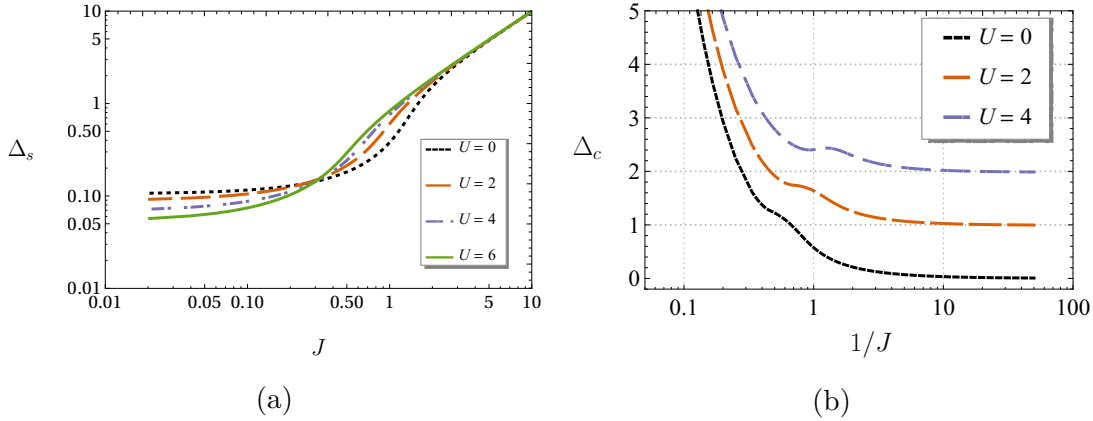 10
5
1
0.50
0.10
0.05
0.01
Δ_s
0.01 0.05 0.10 0.50 1 5 10
J
U = 0
U = 2
U = 4
U = 6
(a)
5
4
3
2
1
0
Δ_c
0.1 1 10 100
1/J
U = 0
U = 2
U = 4
(b)